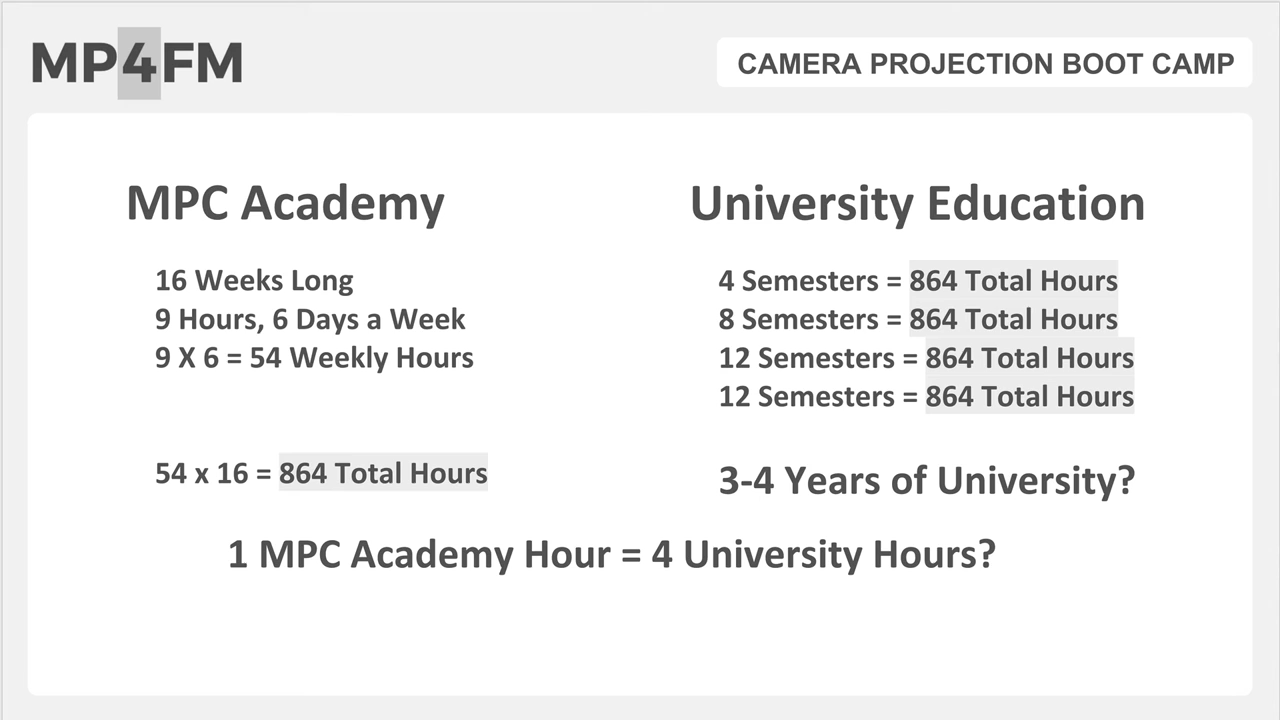 MP4FM
CAMERA PROJECTION BOOT CAMP
MPC Academy
16 Weeks Long
9 Hours, 6 Days a Week
9 X 6 = 54 Weekly Hours
54 x 16 = 864 Total Hours
University Education
4 Semesters = 864 Total Hours
8 Semesters = 864 Total Hours
12 Semesters = 864 Total Hours
12 Semesters = 864 Total Hours
3-4 Years of University?
1 MPC Academy Hour = 4 University Hours?